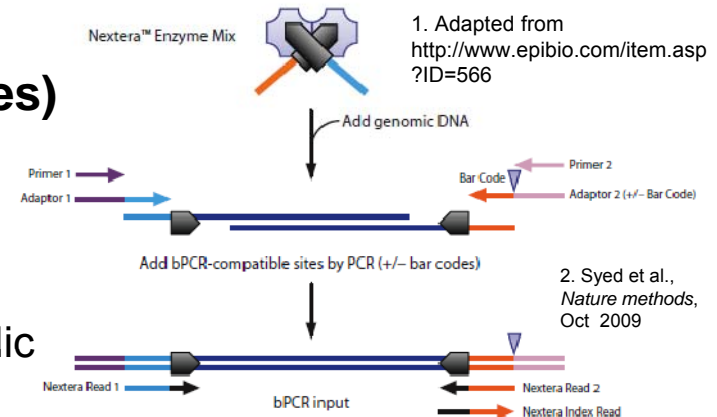 Nextera™ Enzyme Mix
1. Adapted from
http://www.epibio.com/item.asp
?ID=566
es)
Add genomic DNA
Primer 1
Primer 2
Bar Code
Adaptor 1
Adaptor 2 (+/– Bar Code)
Add bPCR-compatible sites by PCR (+/– bar codes)
2. Syed et al.,
Nature methods,
Oct 2009
lic
Nextera Read 1
Nextera Read 2
bPCR input
Nextera Index Read